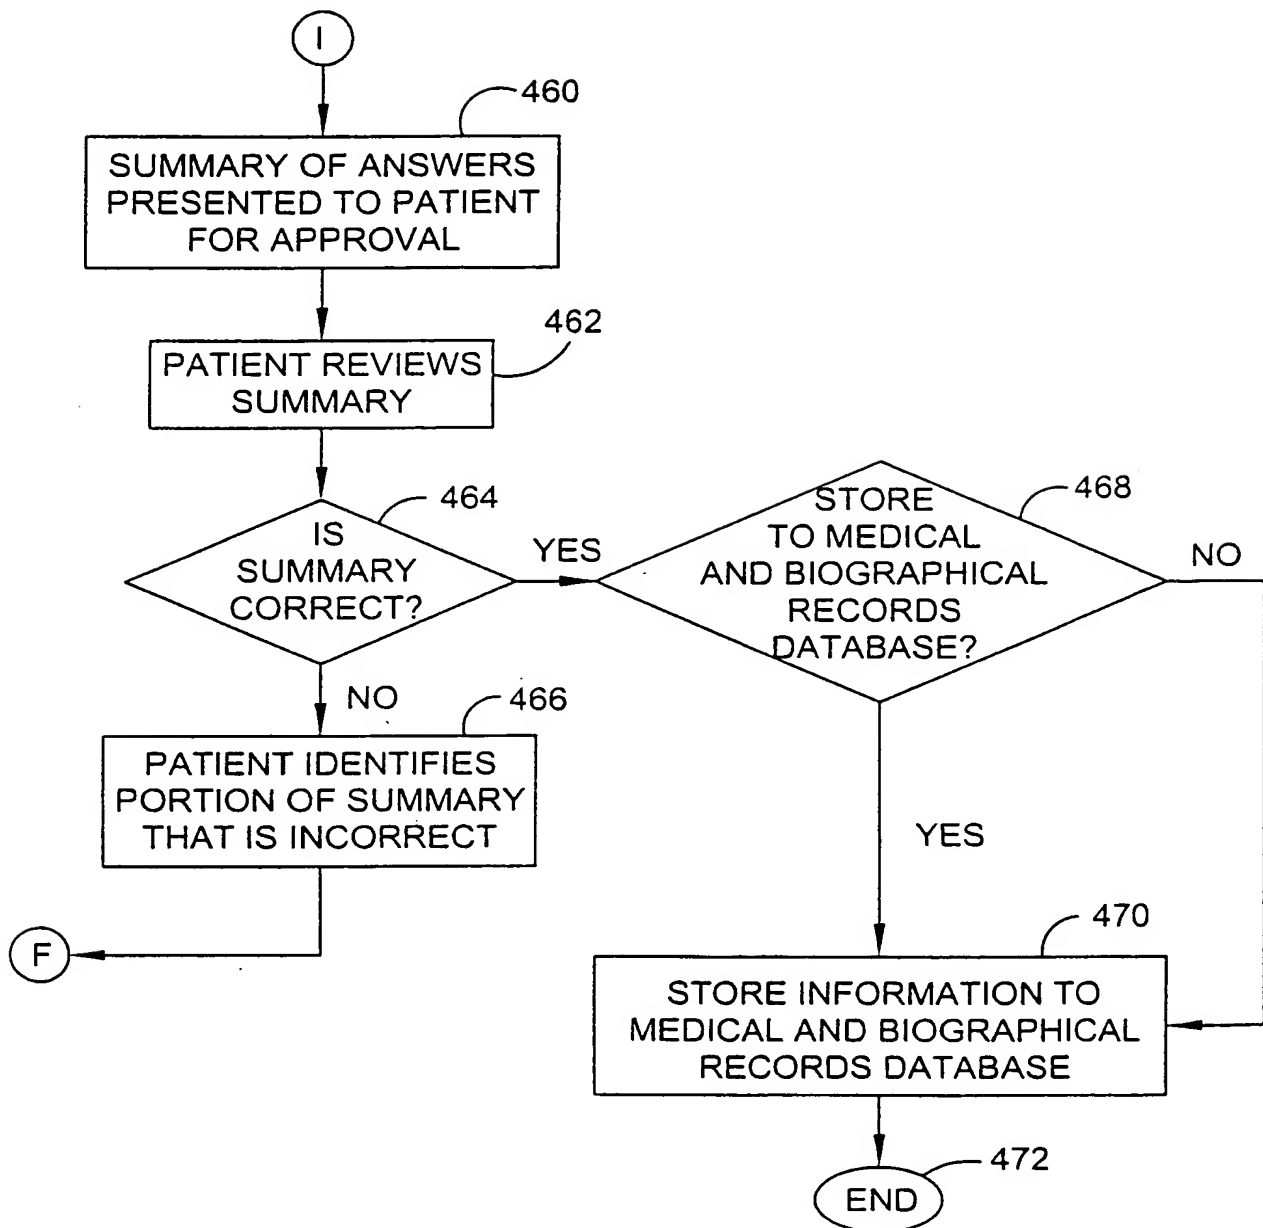 I
460
SUMMARY OF ANSWERS
PRESENTED TO PATIENT
FOR APPROVAL
462
PATIENT REVIEWS
SUMMARY
464
IS
SUMMARY
CORRECT?
YES
468
STORE
TO MEDICAL
AND BIOGRAPHICAL
RECORDS
DATABASE?
NO
NO
466
PATIENT IDENTIFIES
PORTION OF SUMMARY
THAT IS INCORRECT
YES
F
470
STORE INFORMATION TO
MEDICAL AND BIOGRAPHICAL
RECORDS DATABASE
472
END